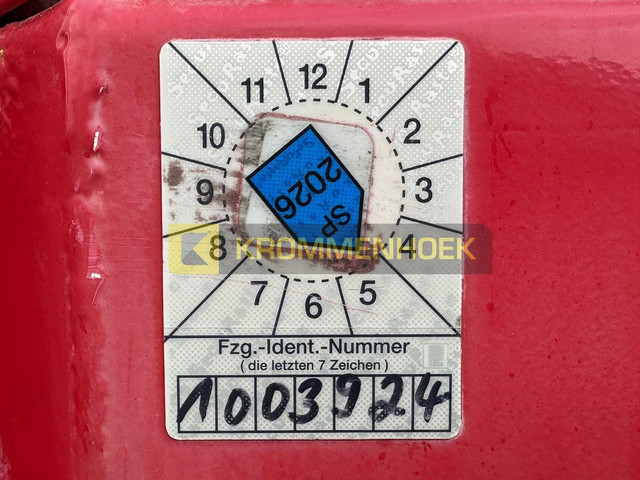 12
11 1
10 2
9 3
8 4
7 5
6
2026
SP
KROMMENHOEK
Fzg.-Ident.-Nummer
(die letzten 7 Zeichen)
1003924